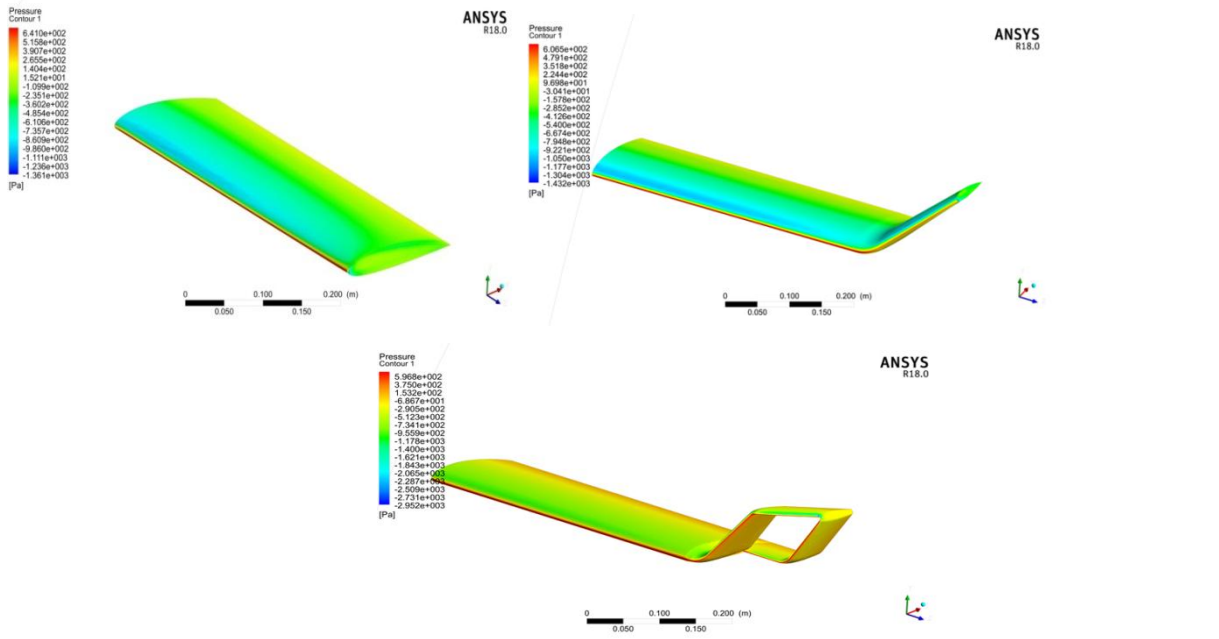 Pressure
Contour 1
6.410e+002
5.158e+002
3.907e+002
2.655e+002
1.404e+002
1.521e+001
-1.099e+002
-2.351e+002
-3.602e+002
-4.854e+002
-6.106e+002
-7.357e+002
-8.609e+002
-9.860e+002
-1.111e+003
-1.236e+003
-1.361e+003
[Pa]
ANSYS
R18.0
0 0.100 0.200 (m)
0.050 0.150
Pressure
Contour 1
6.065e+002
4.791e+002
3.518e+002
2.244e+002
9.698e+001
-3.041e+001
-1.578e+002
-2.852e+002
-4.126e+002
-5.400e+002
-6.674e+002
-7.948e+002
-9.221e+002
-1.050e+003
-1.177e+003
-1.304e+003
-1.432e+003
[Pa]
ANSYS
R18.0
0 0.100 0.200 (m)
0.050 0.150
Pressure
Contour 1
5.968e+002
3.750e+002
1.532e+002
-6.867e+001
-2.905e+002
-5.123e+002
-7.341e+002
-9.559e+002
-1.178e+003
-1.400e+003
-1.621e+003
-1.843e+003
-2.065e+003
-2.287e+003
-2.509e+003
-2.731e+003
-2.952e+003
[Pa]
ANSYS
R18.0
0 0.100 0.200 (m)
0.050 0.150